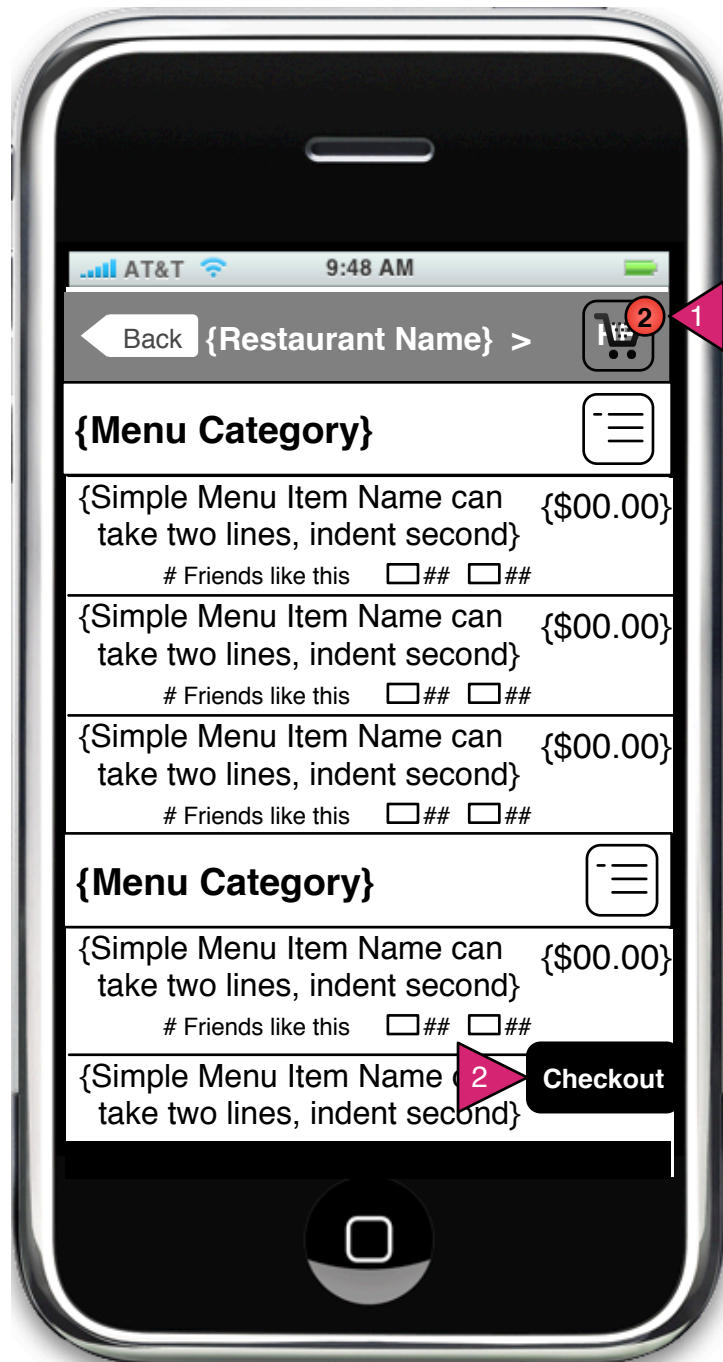 AT&T 9:48 AM
Back {Restaurant Name} > 2 1
{Menu Category}
{Simple Menu Item Name can {$00.00}
take two lines, indent second}
# Friends like this ## ##
{Simple Menu Item Name can {$00.00}
take two lines, indent second}
# Friends like this ## ##
{Simple Menu Item Name can {$00.00}
take two lines, indent second}
# Friends like this ## ##
{Menu Category}
{Simple Menu Item Name can {$00.00}
take two lines, indent second}
# Friends like this ## ##
{Simple Menu Item Name 2 Checkout
take two lines, indent second}